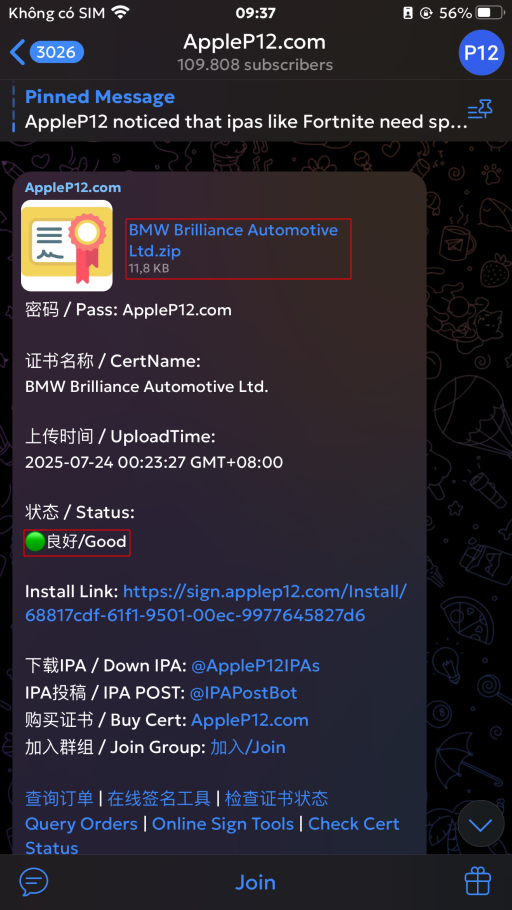 Không có SIM 09:37 56%
3026 AppleP12.com P12
109.808 subscribers
Pinned Message
AppleP12 noticed that ipas like Fortnite need sp...
AppleP12.com
BMW Brilliance Automotive
Ltd.zip
11,8 KB
密码 / Pass: AppleP12.com
证书名称 / CertName:
BMW Brilliance Automotive Ltd.
上传时间 / UploadTime:
2025-07-24 00:23:27 GMT+08:00
状态 / Status:
良好/Good
Install Link: https://sign.applep12.com/Install/
68817cdf-61f1-9501-00ec-9977645827d6
下载IPA / Down IPA: @AppleP12IPAs
IPA投稿 / IPA POST: @IPAPostBot
购买证书 / Buy Cert: AppleP12.com
加入群组 / Join Group: 加入/Join
查询订单 | 在线签名工具 | 检查证书状态
Query Orders | Online Sign Tools | Check Cert
Status
Join